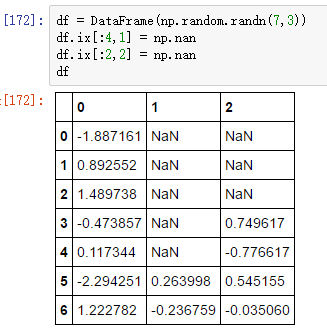 [172]: df = DataFrame(np.random.randn(7,3))
df.ix[:4,1] = np.nan
df.ix[:2,2] = np.nan
df
[172]:
0 1 2
0 -1.887161 NaN NaN
1 0.892552 NaN NaN
2 1.489738 NaN NaN
3 -0.473857 NaN 0.749617
4 0.117344 NaN -0.776617
5 -2.294251 0.263998 0.545155
6 1.222782 -0.236759 -0.035060